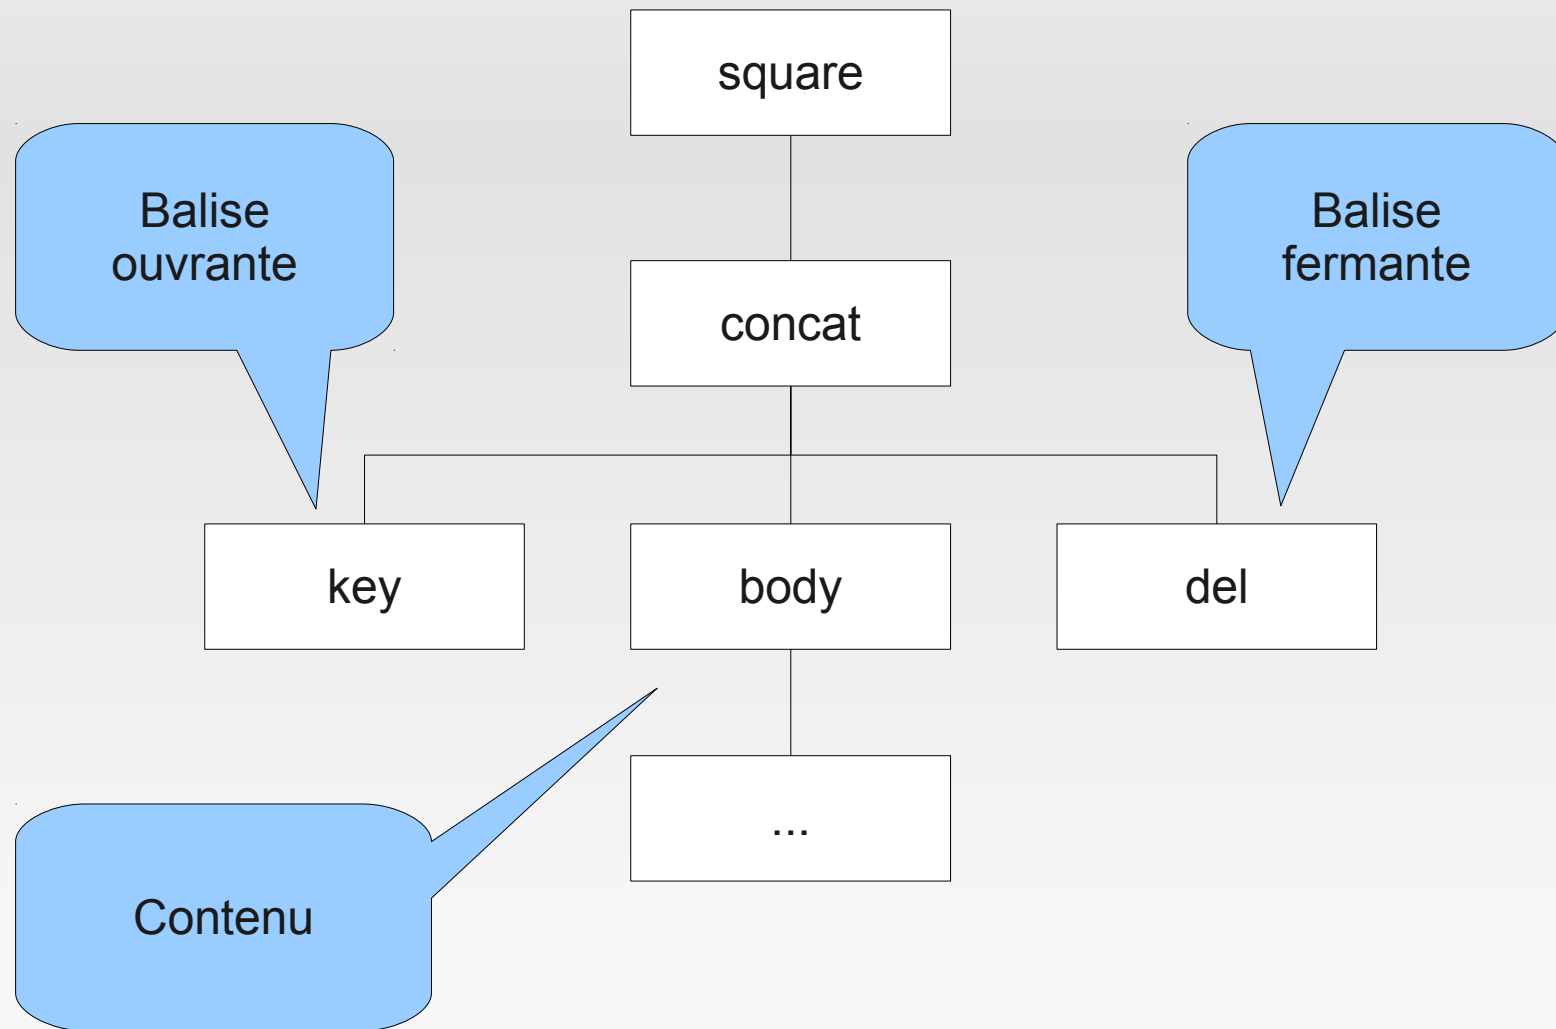 square
Balise
ouvrante
Balise
fermante
concat
key
body
del
...
Contenu